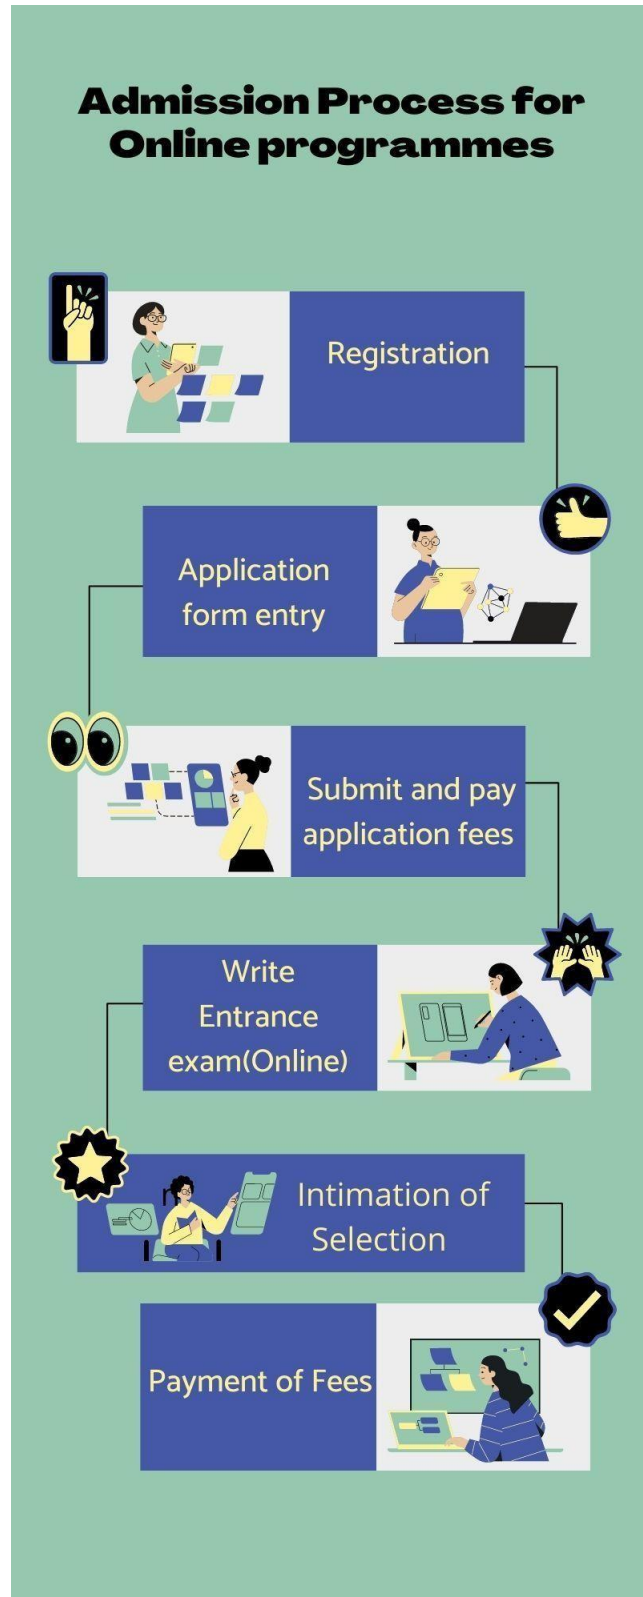 Admission Process for
Online programmes
Registration
Application
form entry
Submit and pay
application fees
Write
Entrance
exam(Online)
Intimation of
Selection
Payment of Fees